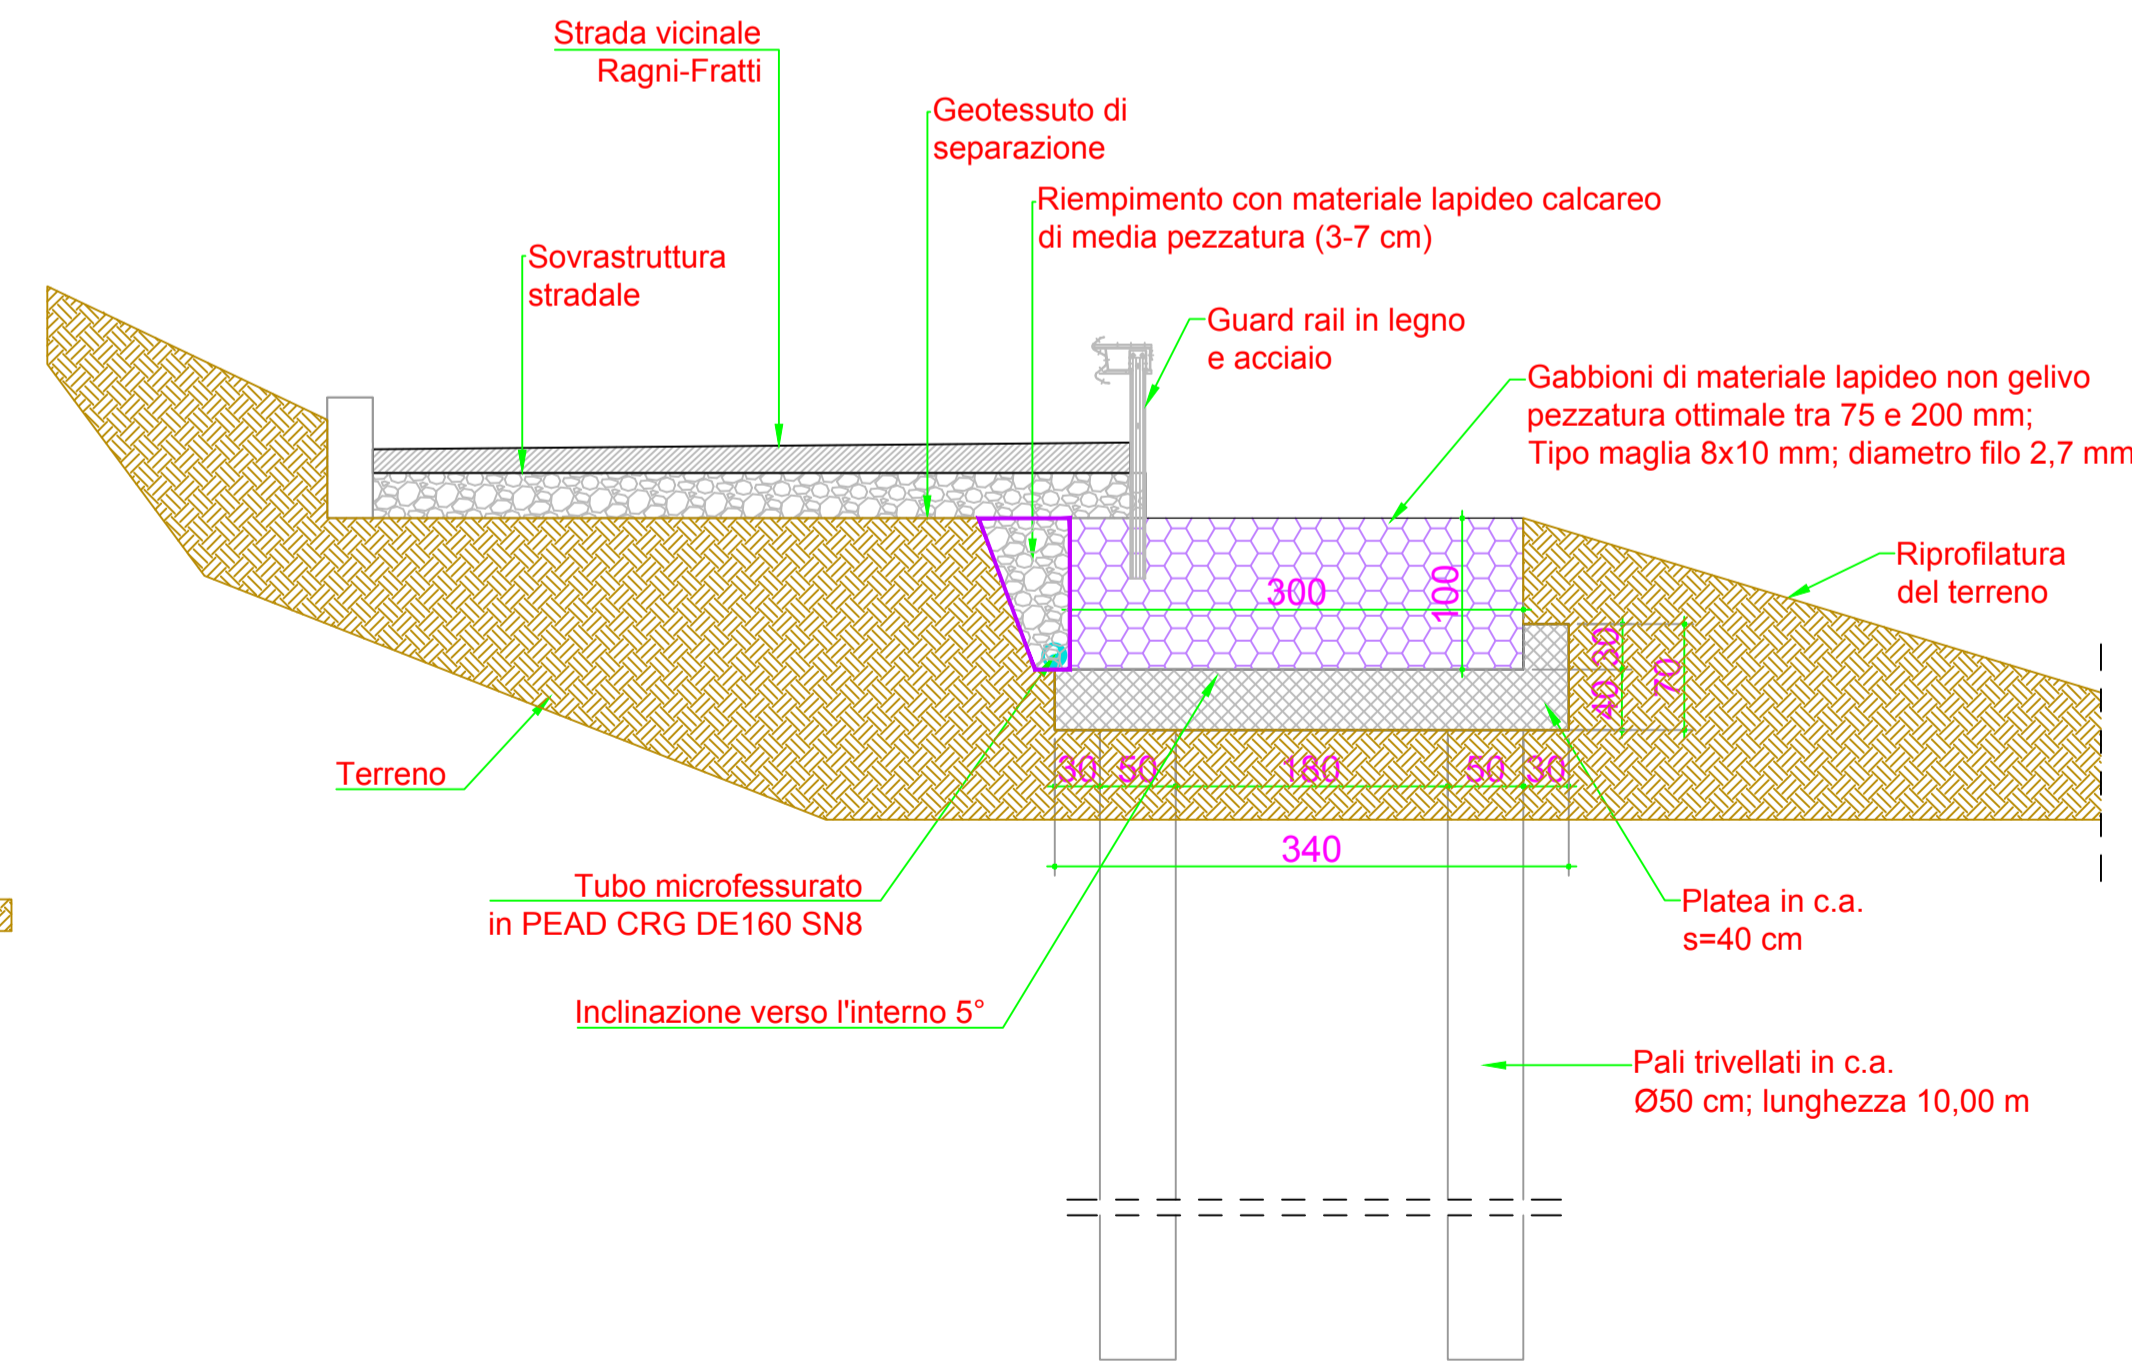 Strada vicinale
Ragni-Fratti
Geotessuto di
separazione
Riempimento con materiale lapideo calcareo
di media pezzatura (3-7 cm)
Sovrastruttura
stradale
Guard rail in legno
e acciaio
Gabbioni di materiale lapideo non gelivo
pezzatura ottimale tra 75 e 200 mm;
Tipo maglia 8x10 mm; diametro filo 2,7 mm
Riprofilatura
del terreno
300
100
30
40
70
30 50 180 50 30
340
Terreno
Tubo microfessurato
in PEAD CRG DE160 SN8
Platea in c.a.
s=40 cm
Inclinazione verso l'interno 5°
Pali trivellati in c.a.
Ø50 cm; lunghezza 10,00 m